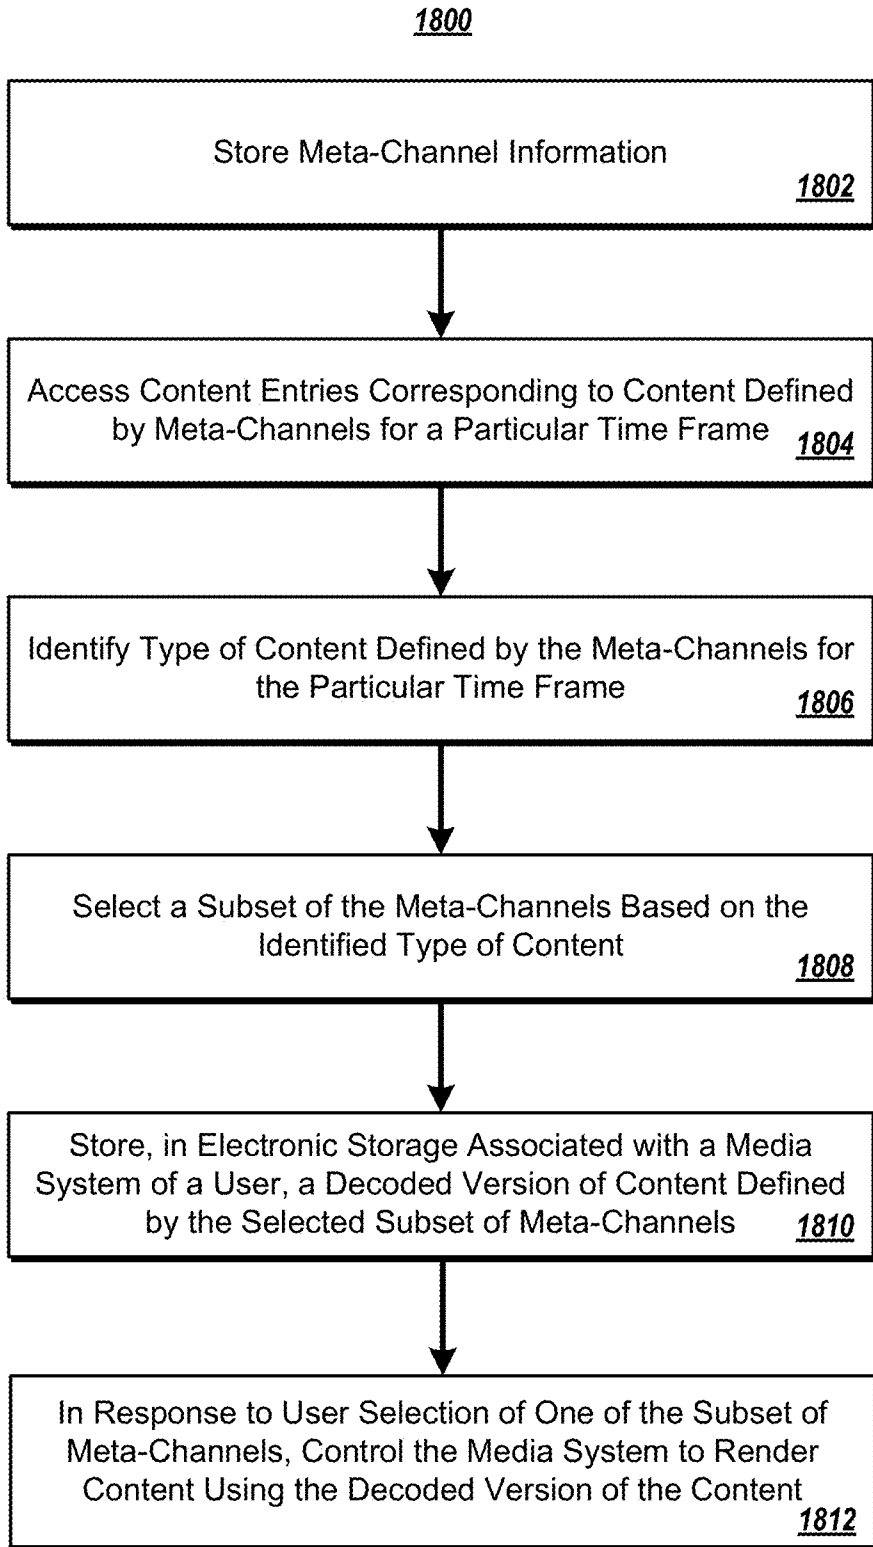 1800
Store Meta-Channel Information
1802
Access Content Entries Corresponding to Content Defined
by Meta-Channels for a Particular Time Frame
1804
Identify Type of Content Defined by the Meta-Channels for
the Particular Time Frame
1806
Select a Subset of the Meta-Channels Based on the
Identified Type of Content
1808
Store, in Electronic Storage Associated with a Media
System of a User, a Decoded Version of Content Defined
by the Selected Subset of Meta-Channels
1810
In Response to User Selection of One of the Subset of
Meta-Channels, Control the Media System to Render
Content Using the Decoded Version of the Content
1812